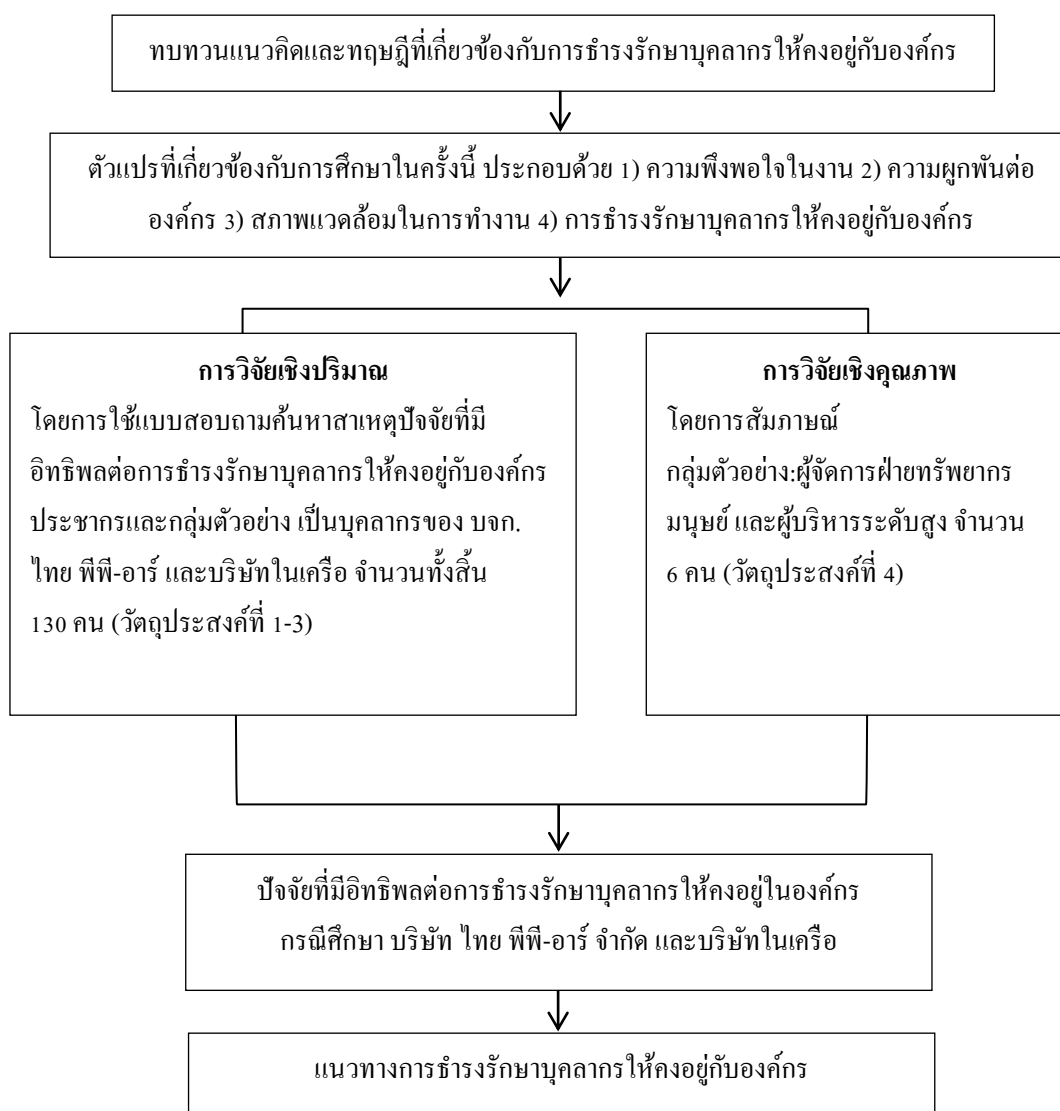 ทบทวนแนวคิดและทฤษฎีที่เกี่ยวข้องกับการธำรงรักษาบุคลากรให้คงอยู่กับองค์กร
ตัวแปรที่เกี่ยวข้องกับการศึกษาในครั้งนี้ ประกอบด้วย 1) ความพึงพอใจในงาน 2) ความผูกพันต่อ
องค์กร 3) สภาพแวดล้อมในการทำงาน 4) การธำรงรักษาบุคลากรให้คงอยู่กับองค์กร
การวิจัยเชิงปริมาณ
โดยการใช้แบบสอบถามค้นหาสาเหตุปัจจัยที่มี
อิทธิพลต่อการธำรงรักษาบุคลากรให้คงอยู่กับองค์กร
ประชากรและกลุ่มตัวอย่าง เป็นบุคลากรของ บจก.
ไทย พีพี-อาร์ และบริษัทในเครือ จำนวนทั้งสิ้น
130 คน (วัตถุประสงค์ที่ 1-3)
การวิจัยเชิงคุณภาพ
โดยการสัมภาษณ์
กลุ่มตัวอย่าง:ผู้จัดการฝ่ายทรัพยากร
มนุษย์ และผู้บริหารระดับสูง จำนวน
6 คน (วัตถุประสงค์ที่ 4)
ปัจจัยที่มีอิทธิพลต่อการธำรงรักษาบุคลากรให้คงอยู่ในองค์กร
กรณีศึกษา บริษัท ไทย พีพี-อาร์ จำกัด และบริษัทในเครือ
แนวทางการธำรงรักษาบุคลากรให้คงอยู่กับองค์กร